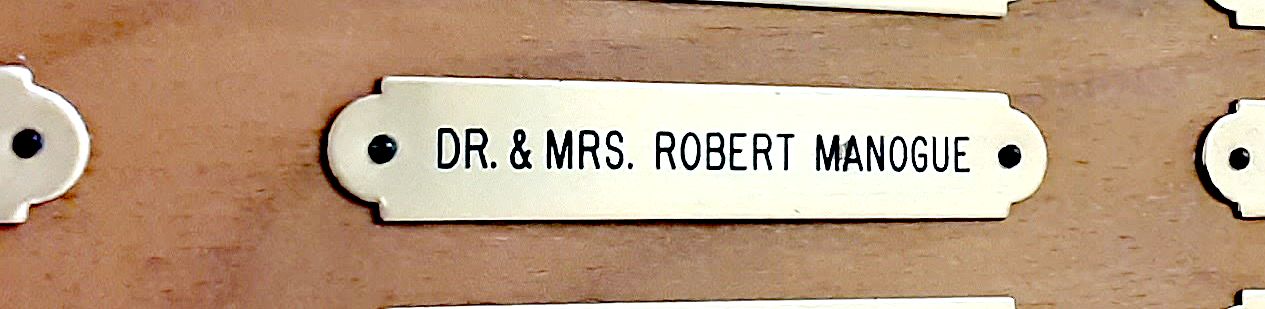 DR. & MRS. ROBERT MANOGUE